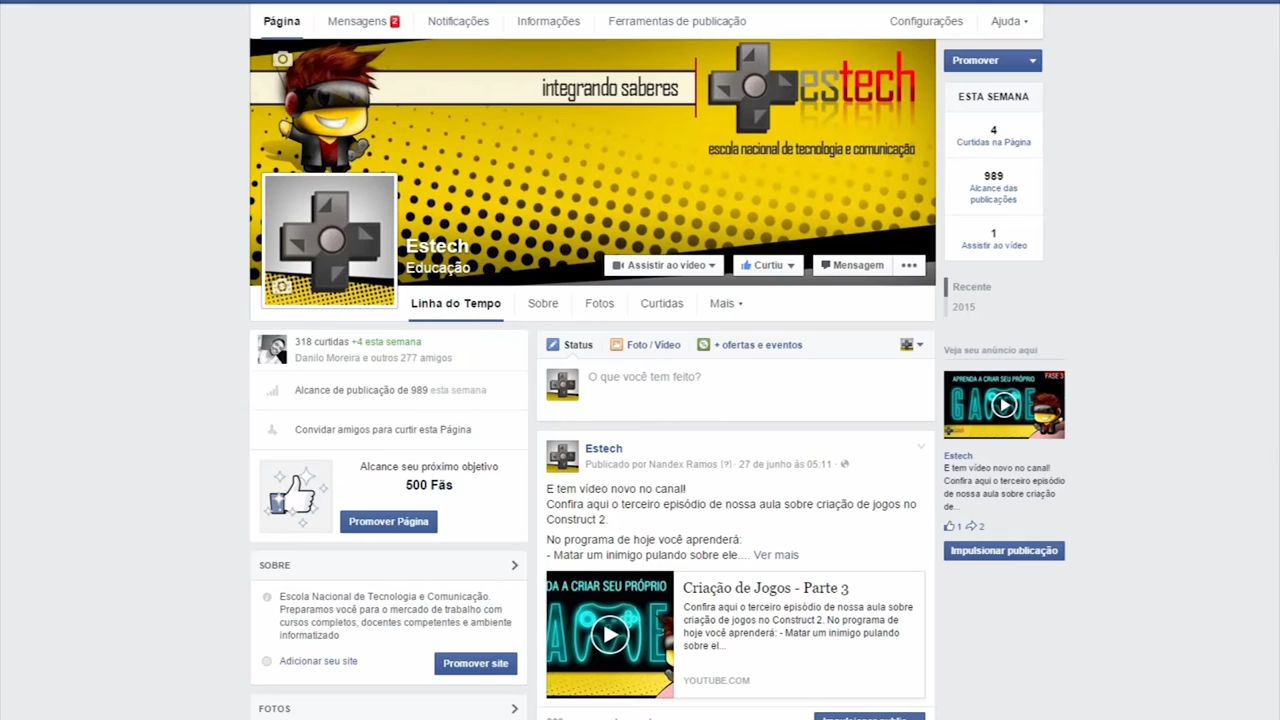 Página Mensagens 2 Notificações Informações Ferramentas de publicação Configurações Ajuda
integrando saberes
estech
escola nacional de tecnologia e comunicação
Estech
Educação
Assistir ao vídeo Curtiu Mensagem •••
Linha do Tempo Sobre Fotos Curtidas Mais
Promover
ESTA SEMANA
4
Curtidas na Página
989
Alcance das
publicações
1
Assistir ao vídeo
Recente
2015
318 curtidas +4 esta semana
Danilo Moreira e outros 277 amigos
Alcance de publicação de 989 esta semana
Convidar amigos para curtir esta Página
Alcance seu próximo objetivo
500 Fãs
Promover Página
SOBRE
Escola Nacional de Tecnologia e Comunicação.
Preparamos você para o mercado de trabalho com
cursos completos, docentes competentes e ambiente
informatizado
Adicionar seu site Promover site
FOTOS
Status Foto / Vídeo + ofertas e eventos
O que você tem feito?
Estech
Publicado por Nandex Ramos [?] · 27 de junho às 05:11 ·
E tem vídeo novo no canal!
Confira aqui o terceiro episódio de nossa aula sobre criação de jogos no
Construct 2.
No programa de hoje você aprenderá:
- Matar um inimigo pulando sobre ele.... Ver mais
DA A CRIAR SEU PRÓPRIO
Criação de Jogos - Parte 3
Confira aqui o terceiro episódio de nossa aula sobre
criação de jogos no Construct 2. No programa de
hoje você aprenderá: - Matar um inimigo pulando
sobre el...
YOUTUBE.COM
Veja seu anúncio aqui
APRENDA A CRIAR SEU PRÓPRIO FASE 3
GAME
Estech
E tem vídeo novo no canal!
Confira aqui o terceiro episódio
de nossa aula sobre criação
de...
1 2
Impulsionar publicação